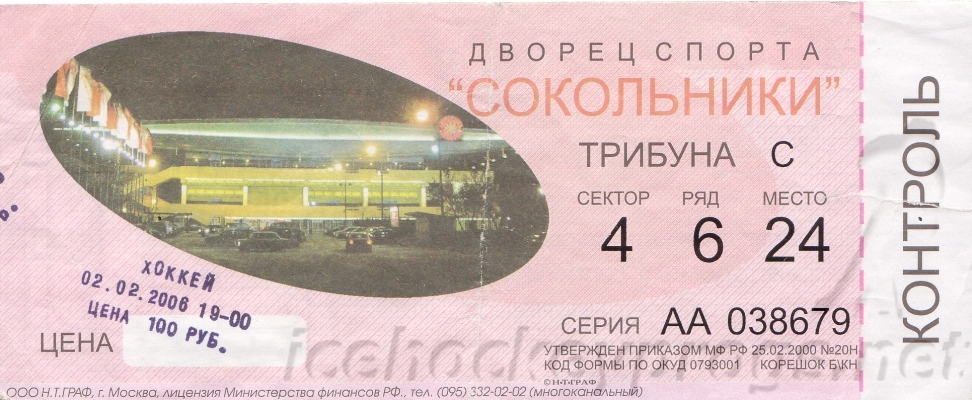 ДВОРЕЦ СПОРТА
“СОКОЛЬНИКИ”
ТРИБУНА С
СЕКТОР РЯД МЕСТО
4 6 24
ХОККЕЙ
02.02.2006 19-00
ЦЕНА 100 РУБ.
СЕРИЯ АА 038679
ЦЕНА
УТВЕРЖДЕН ПРИКАЗОМ МФ РФ 25.02.2000 №20Н
КОД ФОРМЫ ПО ОКУД 0793001 КОРЕШОК Б\КН
©Н-Т-ГРАФ
ООО Н.Т.ГРАФ, г. Москва, лицензия Министерства финансов РФ., тел. (095) 332-02-02 (многоканальный)
КОНТРОЛЬ